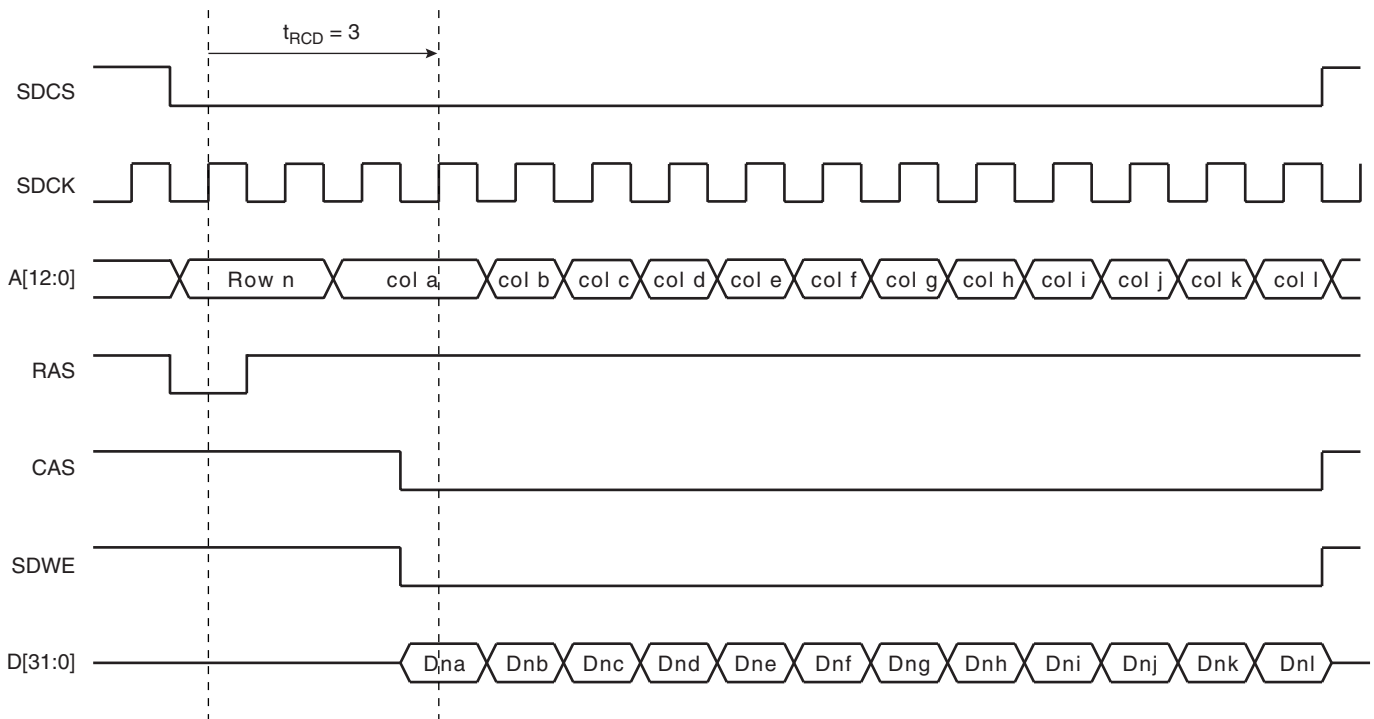 tRCD = 3
SDCS
SDCK
A[12:0] Row n col a col b col c col d col e col f col g col h col i col j col k col l
RAS
CAS
SDWE
D[31:0] Dna Dnb Dnc Dnd Dne Dnf Dng Dnh Dni Dnj Dnk Dnl